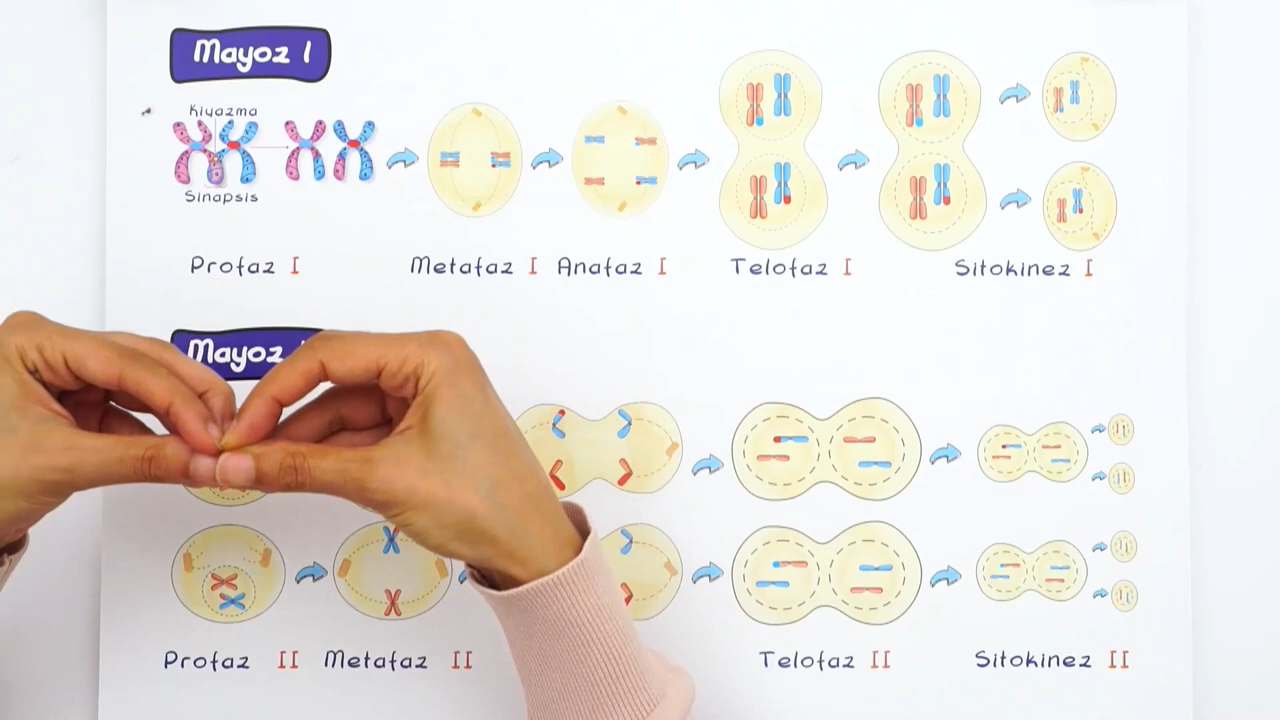 Mayoz I
Kiyazma
Sinapsis
Profaz I
Metafaz I
Anafaz I
Telofaz I
Sitokinez I
Mayoz
Profaz II
Metafaz II
Telofaz II
Sitokinez II